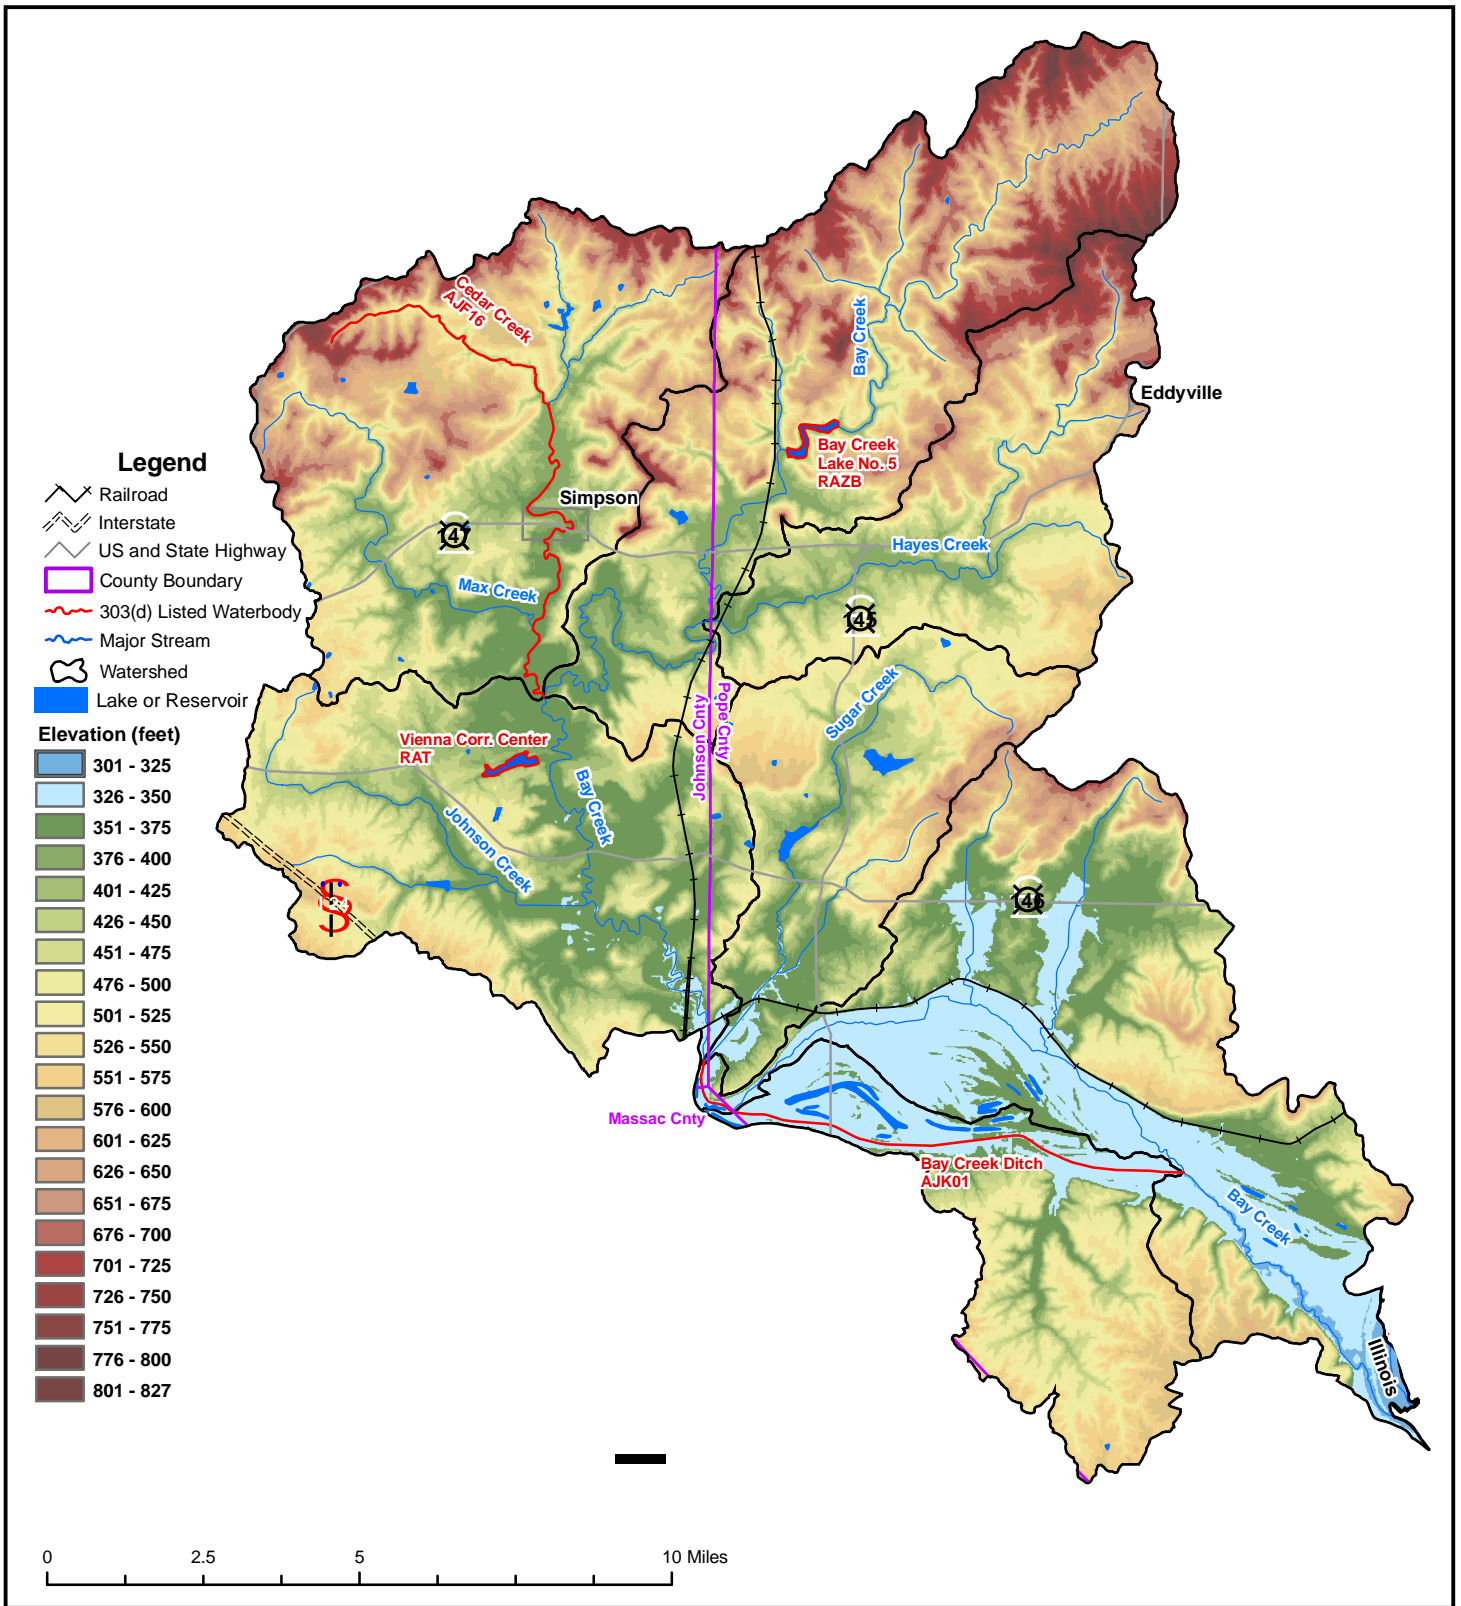 Cedar Creek
AJF16
Bay Creek
Eddyville
Bay Creek
Lake No. 5
RAZB
Legend
Railroad
Interstate
US and State Highway
County Boundary
303(d) Listed Waterbody
Major Stream
Watershed
Lake or Reservoir
Simpson
Hayes Creek
Max Creek
145
Sugar Creek
Johnson Cnty
Pope Cnty
Vienna Corr. Center
RAT
Bay Creek
Johnson Creek
146
Elevation (feet)
301 - 325
326 - 350
351 - 375
376 - 400
401 - 425
426 - 450
451 - 475
476 - 500
501 - 525
526 - 550
551 - 575
576 - 600
601 - 625
626 - 650
651 - 675
676 - 700
701 - 725
726 - 750
751 - 775
776 - 800
801 - 827
Massac Cnty
Bay Creek Ditch
AJK01
Bay Creek
Illinois
0
2.5
5
10 Miles